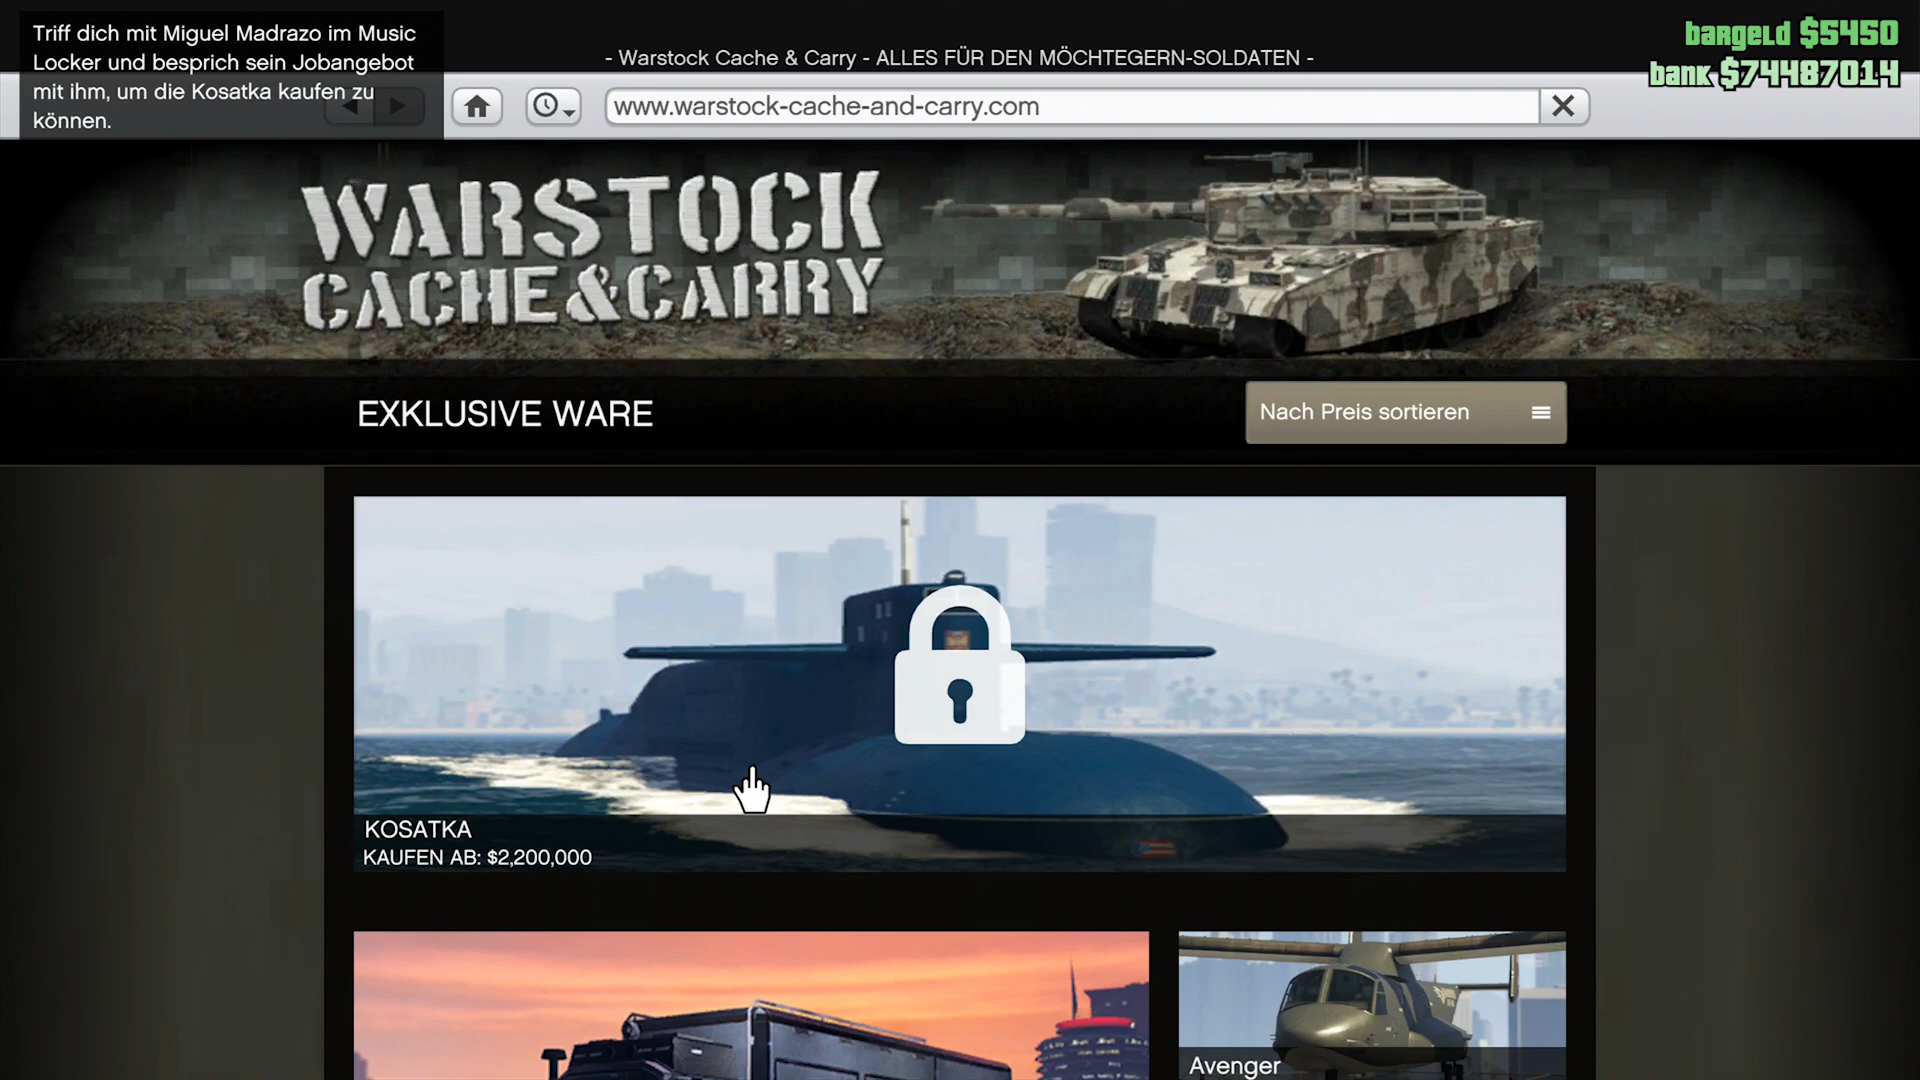 Triff dich mit Miguel Madrazo im Music
Locker und besprich sein Jobangebot
mit ihm, um die Kosatka kaufen zu
können.
- Warstock Cache & Carry - ALLES FÜR DEN MÖCHTEGERN-SOLDATEN -
bargeld $5450
bank $74487014
www.warstock-cache-and-carry.com
WARSTOCK
CACHE&CARRY
EXKLUSIVE WARE
Nach Preis sortieren
KOSATKA
KAUFEN AB: $2,200,000
Avenger